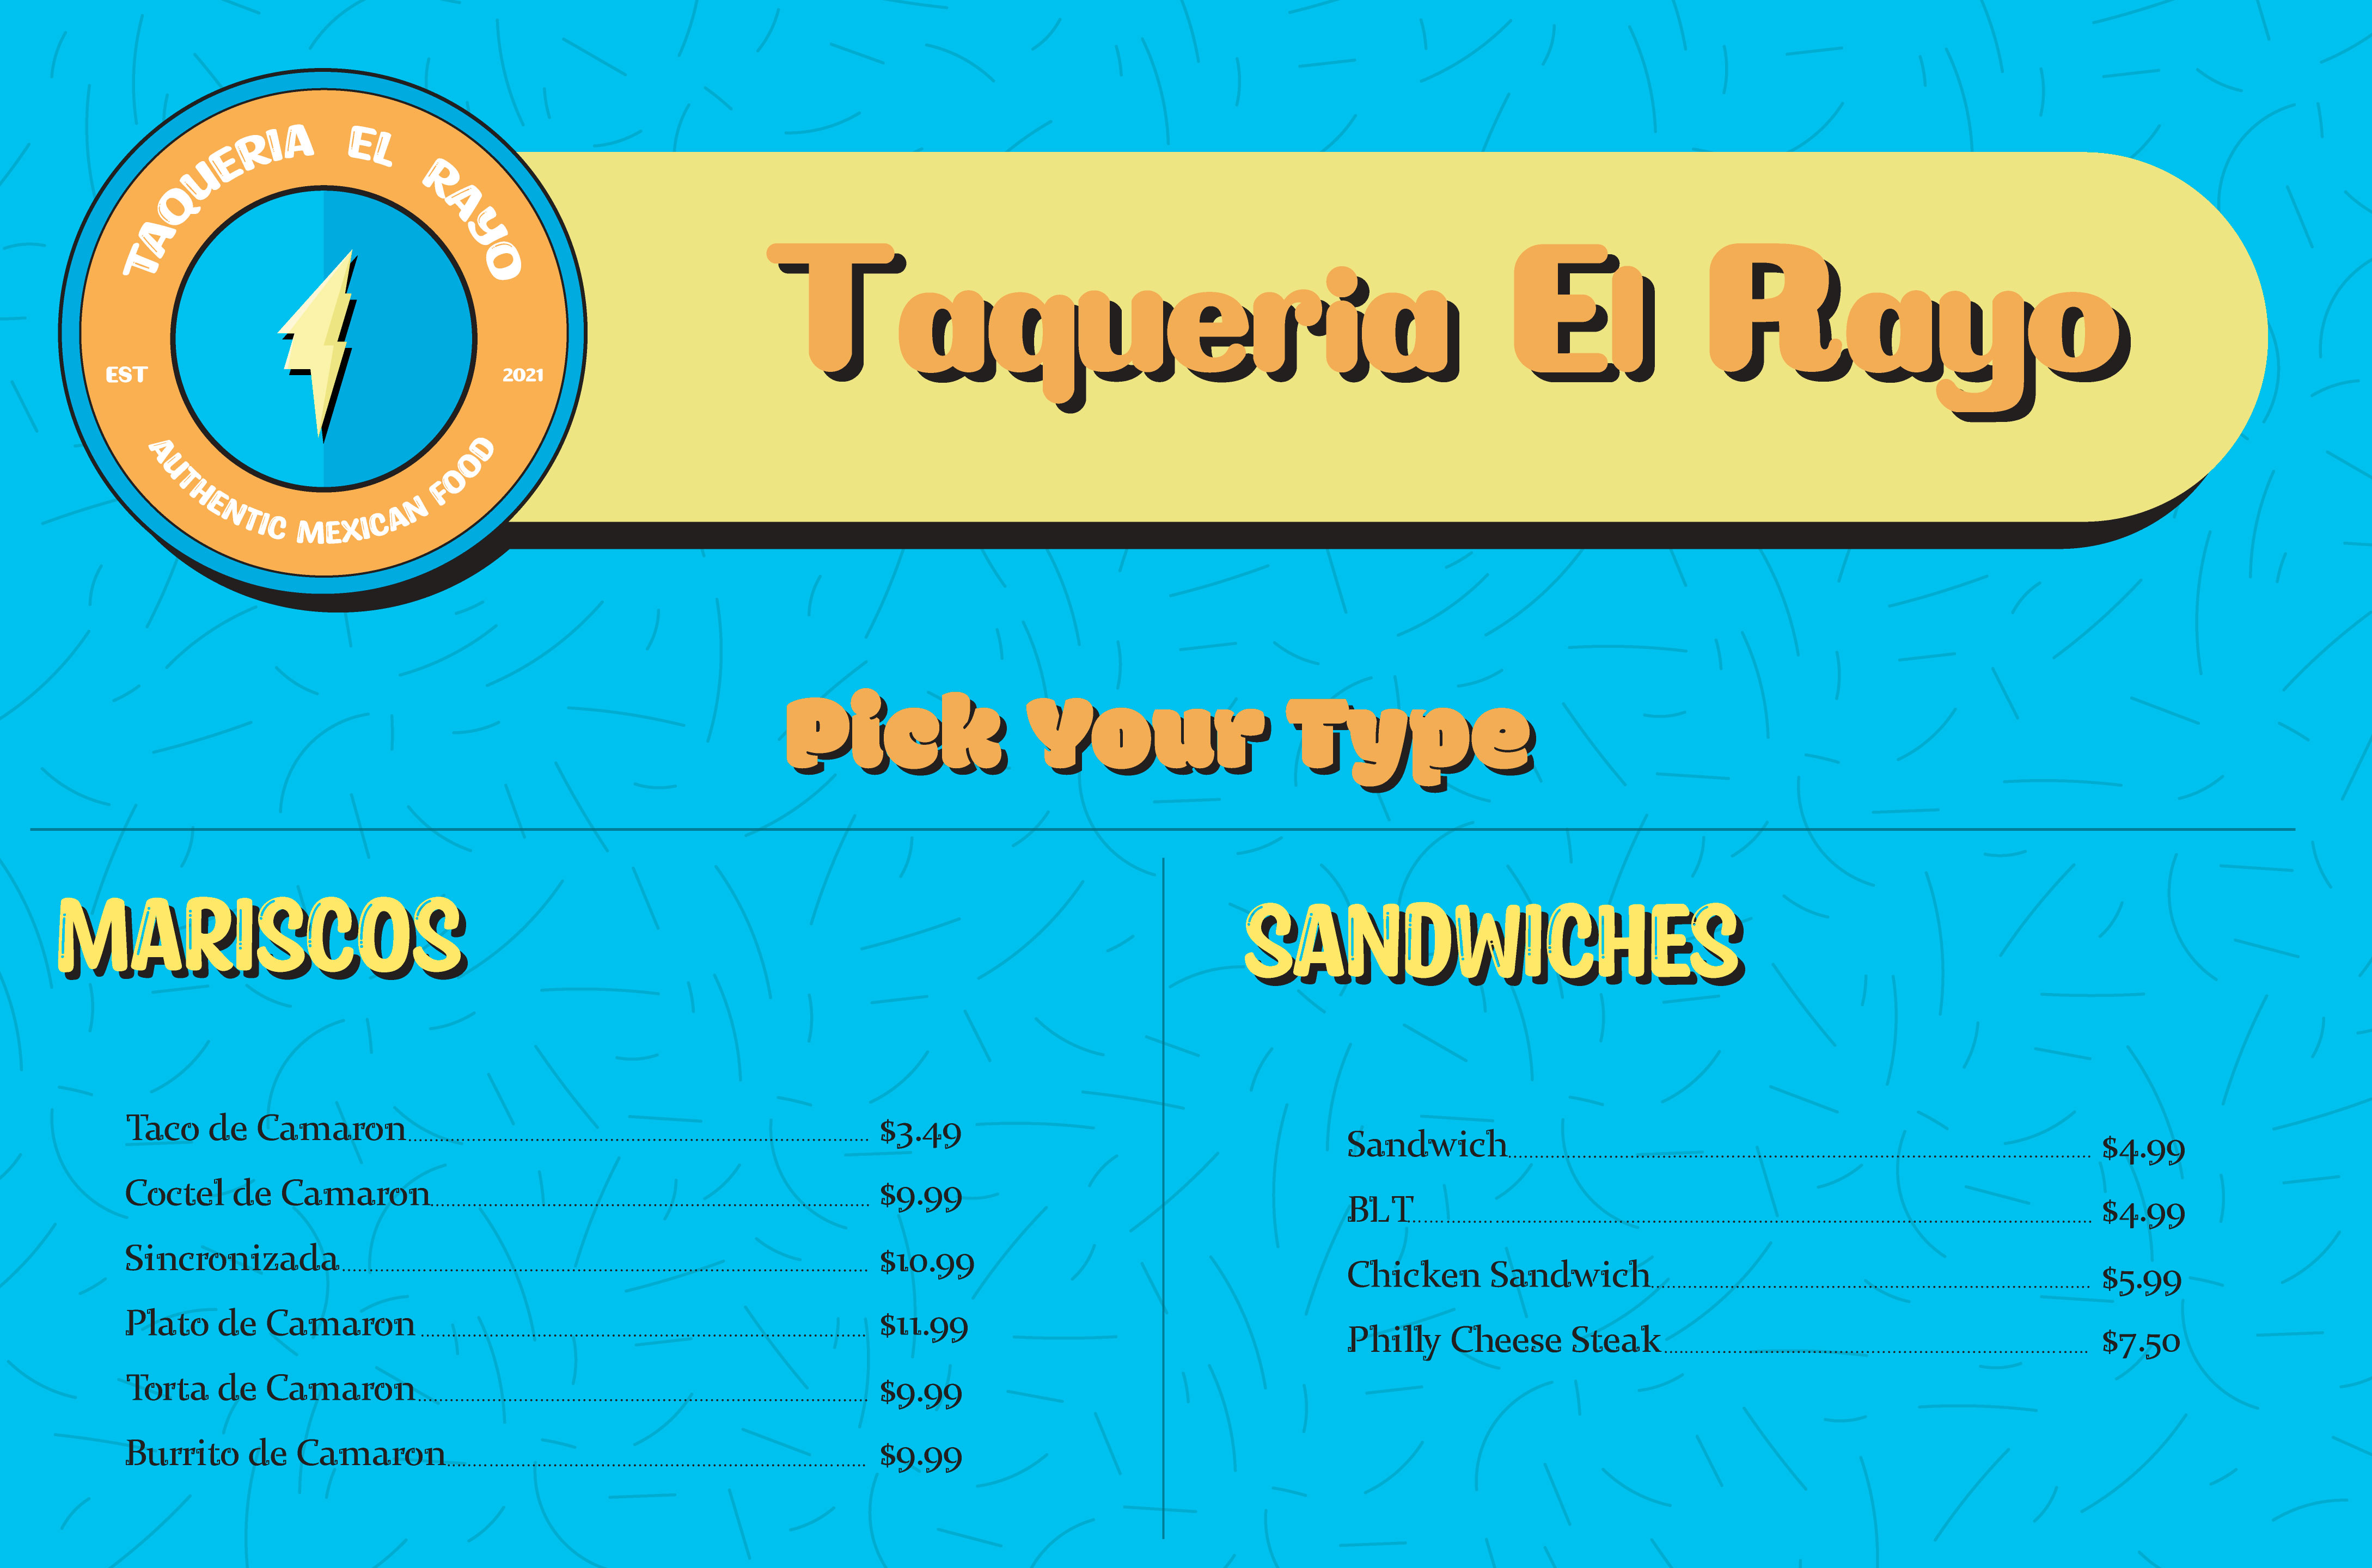 TAQUERIA EL RAYO
EST 2021
AUTHENTIC MEXICAN FOOD
Taqueria El Rayo
Pick Your Type
MARISCOS
Taco de Camaron $3.49
Coctel de Camaron $9.99
Sincronizada $10.99
Plato de Camaron $11.99
Torta de Camaron $9.99
Burrito de Camaron $9.99
SANDWICHES
Sandwich $4.99
BLT $4.99
Chicken Sandwich $5.99
Philly Cheese Steak $7.50